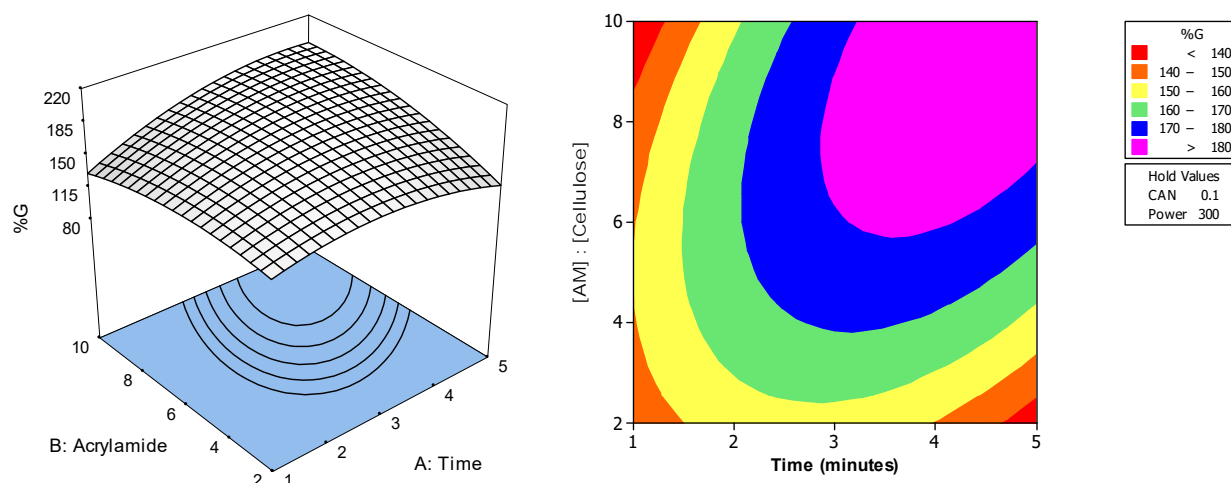 220
185
150
115
80
%G
10
8
6
4
2
B: Acrylamide
1
2
3
4
5
A: Time
10
8
6
4
2
[AM] : [Cellulose]
1 2 3 4 5
Time (minutes)
%G
< 140
140 – 150
150 – 160
160 – 170
170 – 180
> 180
Hold Values
CAN 0.1
Power 300